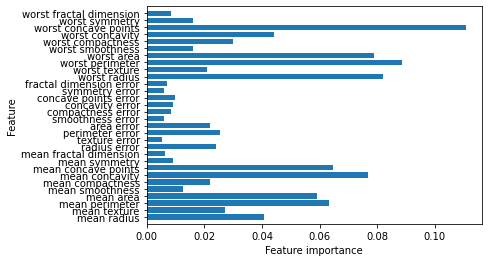 worst fractal dimension
worst symmetry
worst concave points
worst concavity
worst compactness
worst smoothness
worst area
worst perimeter
worst texture
worst radius
fractal dimension error
symmetry error
concave points error
concavity error
compactness error
smoothness error
area error
perimeter error
texture error
radius error
mean fractal dimension
mean symmetry
mean concave points
mean concavity
mean compactness
mean smoothness
mean area
mean perimeter
mean texture
mean radius
Feature
0.00 0.02 0.04 0.06 0.08 0.10
Feature importance